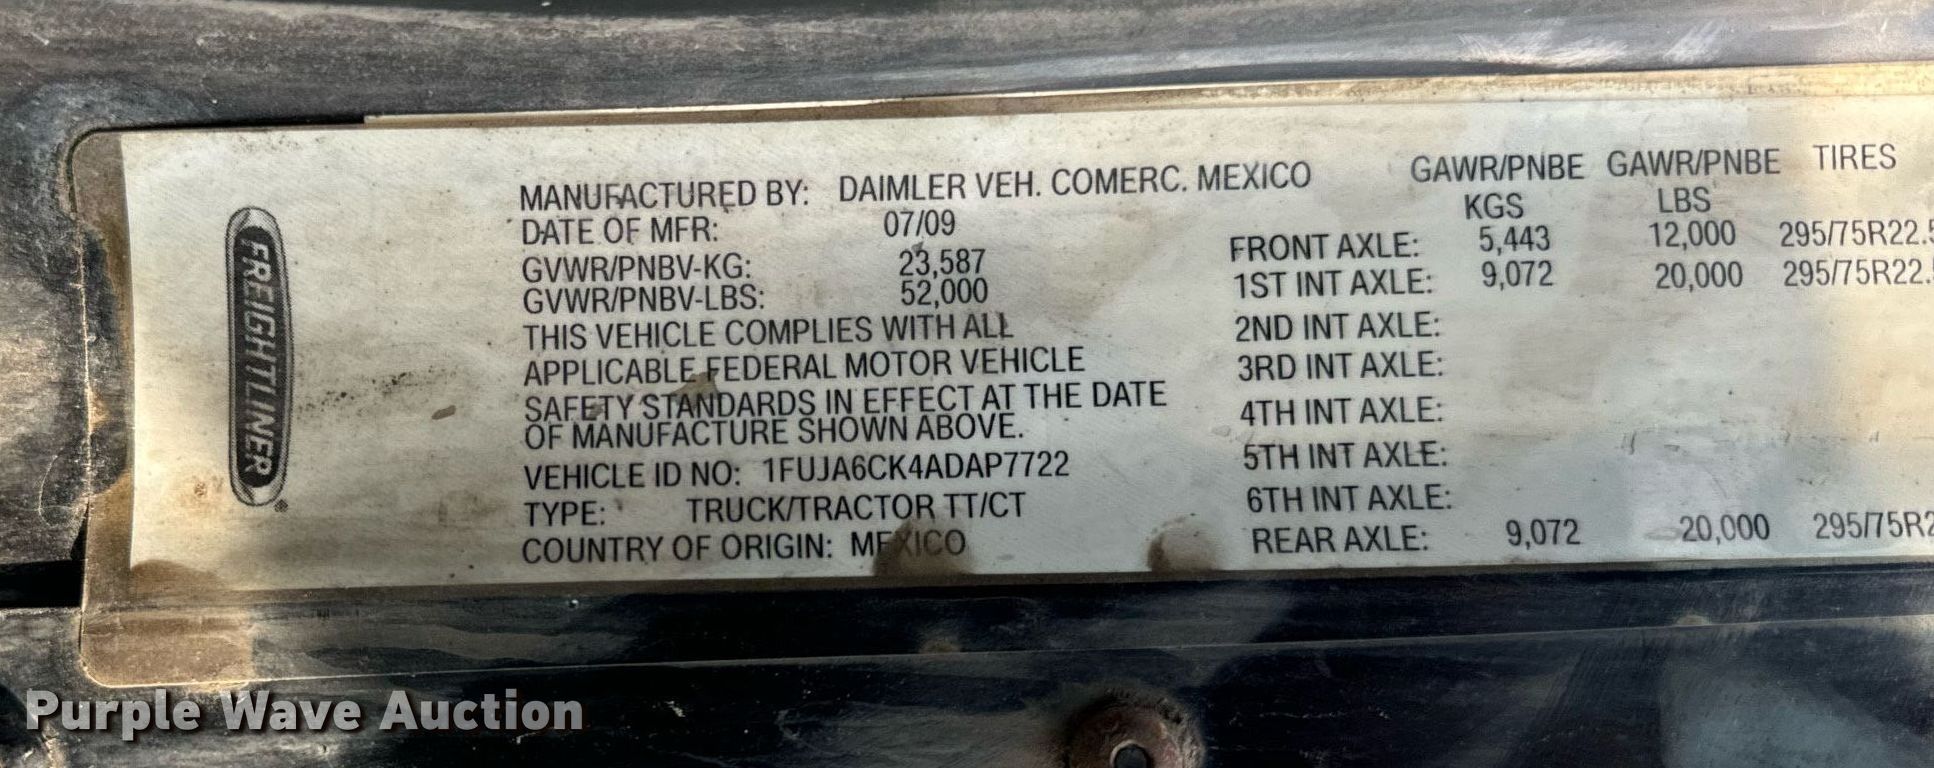 FREIGHTLINER®
MANUFACTURED BY: DAIMLER VEH. COMERC. MEXICO
DATE OF MFR: 07/09
GVWR/PNBV-KG: 23,587
GVWR/PNBV-LBS: 52,000
THIS VEHICLE COMPLIES WITH ALL
APPLICABLE FEDERAL MOTOR VEHICLE
SAFETY STANDARDS IN EFFECT AT THE DATE
OF MANUFACTURE SHOWN ABOVE.
VEHICLE ID NO: 1FUJA6CK4ADAP7722
TYPE: TRUCK/TRACTOR TT/CT
COUNTRY OF ORIGIN: MEXICO
GAWR/PNBE GAWR/PNBE TIRES
KGS LBS
FRONT AXLE: 5,443 12,000 295/75R22.5
1ST INT AXLE: 9,072 20,000 295/75R22.
2ND INT AXLE:
3RD INT AXLE:
4TH INT AXLE:
5TH INT AXLE:
6TH INT AXLE:
REAR AXLE: 9,072 20,000 295/75R2
Purple Wave Auction